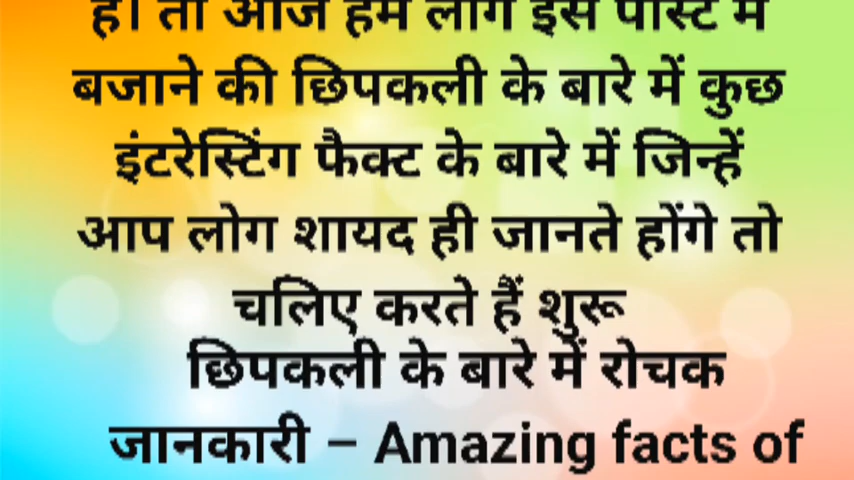 है। तो आज हम लोग इस पोस्ट में
बजाने की छिपकली के बारे में कुछ
इंटरेस्टिंग फैक्ट के बारे में जिन्हें
आप लोग शायद ही जानते होंगे तो
चलिए करते हैं शुरू
छिपकली के बारे में रोचक
जानकारी – Amazing facts of